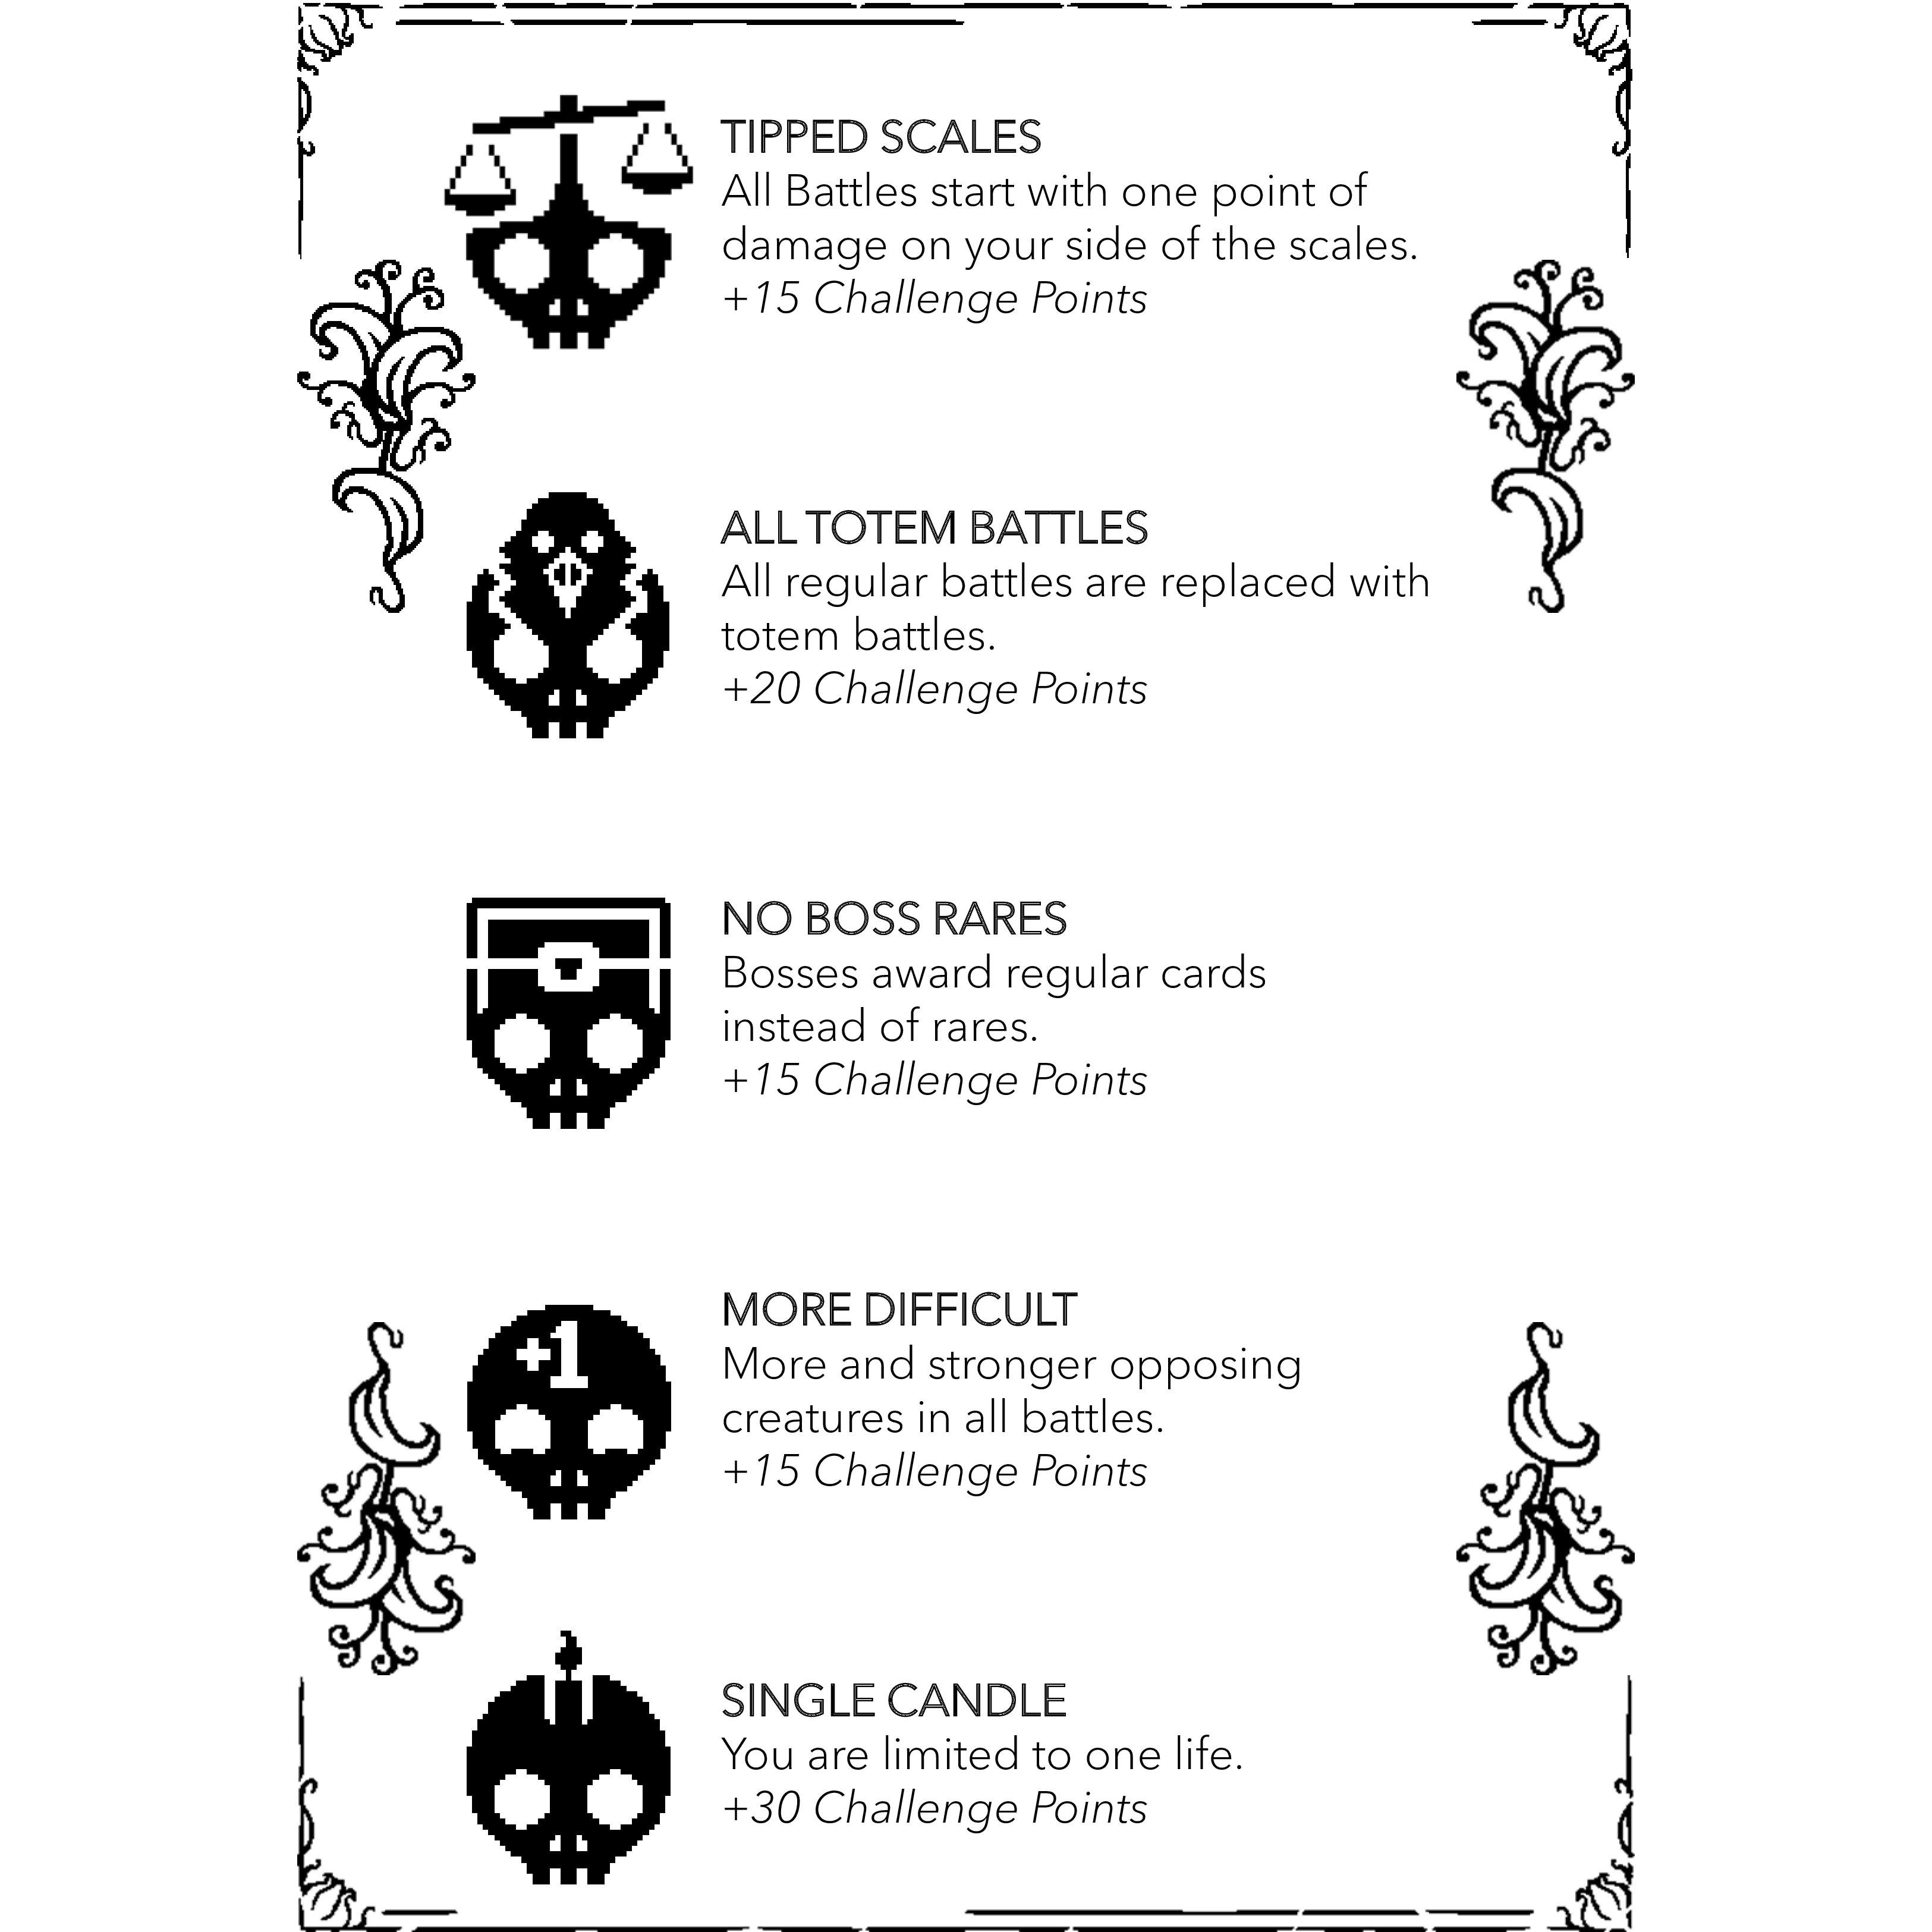 TIPPED SCALES
All Battles start with one point of
damage on your side of the scales.
+15 Challenge Points
ALL TOTEM BATTLES
All regular battles are replaced with
totem battles.
+20 Challenge Points
NO BOSS RARES
Bosses award regular cards
instead of rares.
+15 Challenge Points
+1
MORE DIFFICULT
More and stronger opposing
creatures in all battles.
+15 Challenge Points
SINGLE CANDLE
You are limited to one life.
+30 Challenge Points